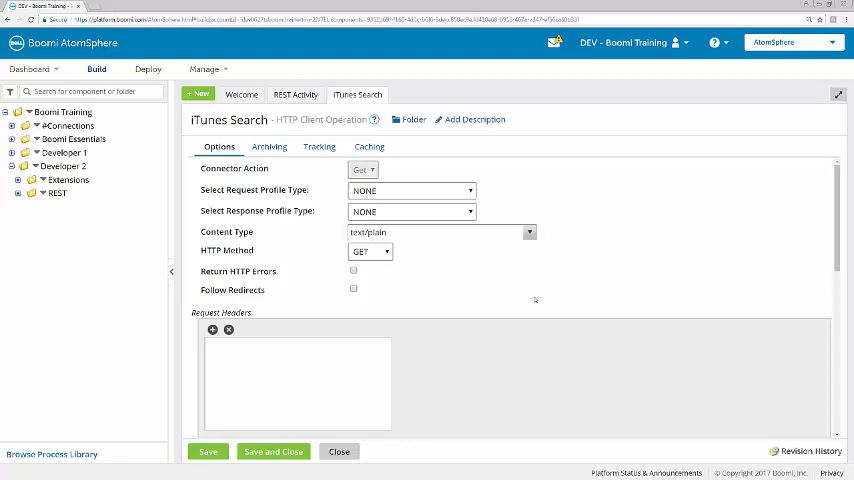 Secure
DELL
Boomi AtomSphere
DEV - Boomi Training
AtomSphere
Dashboard
Build
Deploy
Manage
Search for component or folder
+ New
Welcome
REST Activity
iTunes Search
Boomi Training
#Connections
Boomi Essentials
Developer 1
Developer 2
Extensions
REST
iTunes Search - HTTP Client Operation
Folder
Add Description
Options
Archiving
Tracking
Caching
Connector Action
Get
Select Request Profile Type:
NONE
Select Response Profile Type:
NONE
Content Type
text/plain
HTTP Method
GET
Return HTTP Errors
Follow Redirects
Request Headers
Browse Process Library
Save
Save and Close
Close
Revision History
Platform Status & Announcements
© Copyright 2017 Boomi, Inc.
Privacy